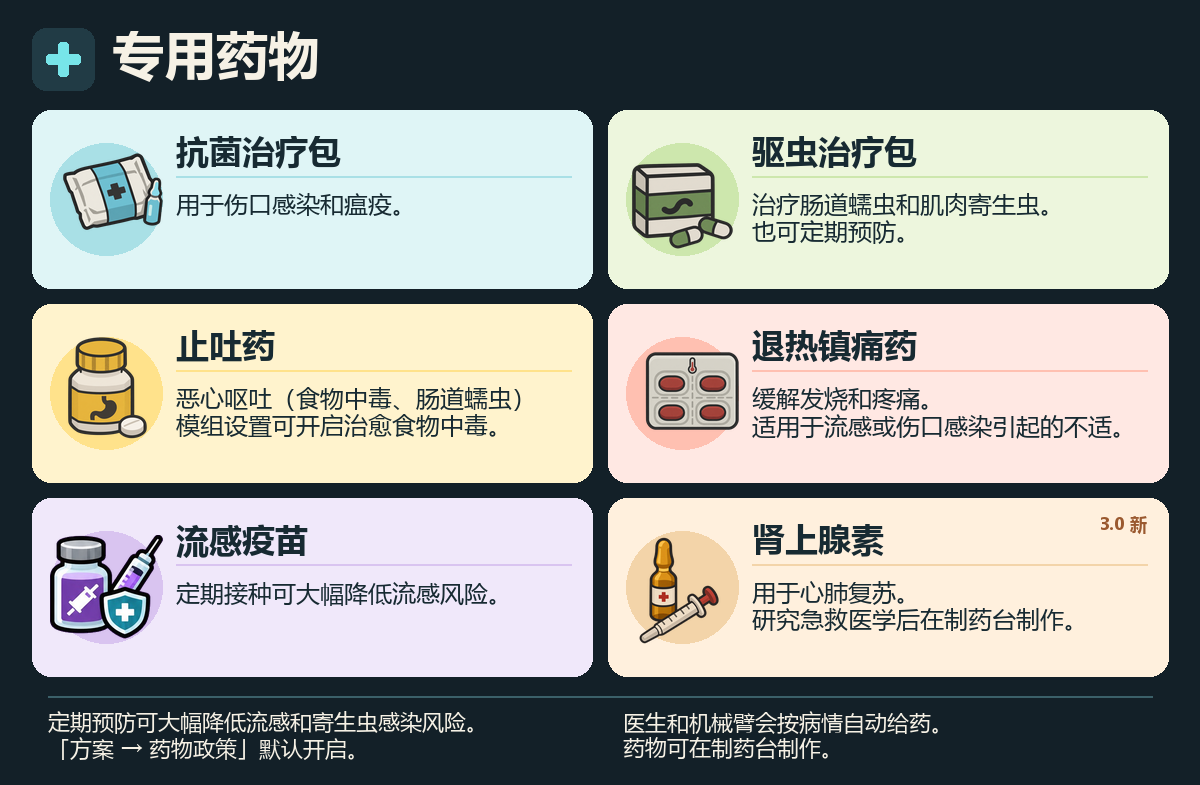 专用药物
抗菌治疗包
用于伤口感染和瘟疫。
驱虫治疗包
治疗肠道蠕虫和肌肉寄生虫。
也可定期预防。
止吐药
恶心呕吐（食物中毒、肠道蠕虫）
模组设置可开启治愈食物中毒。
退热镇痛药
缓解发烧和疼痛。
适用于流感或伤口感染引起的不适。
流感疫苗
定期接种可大幅降低流感风险。
3.0 新
肾上腺素
用于心肺复苏。
研究急救医学后在制药台制作。
定期预防可大幅降低流感和寄生虫感染风险。
「方案 → 药物政策」默认开启。
医生和机械臂会按病情自动给药。
药物可在制药台制作。